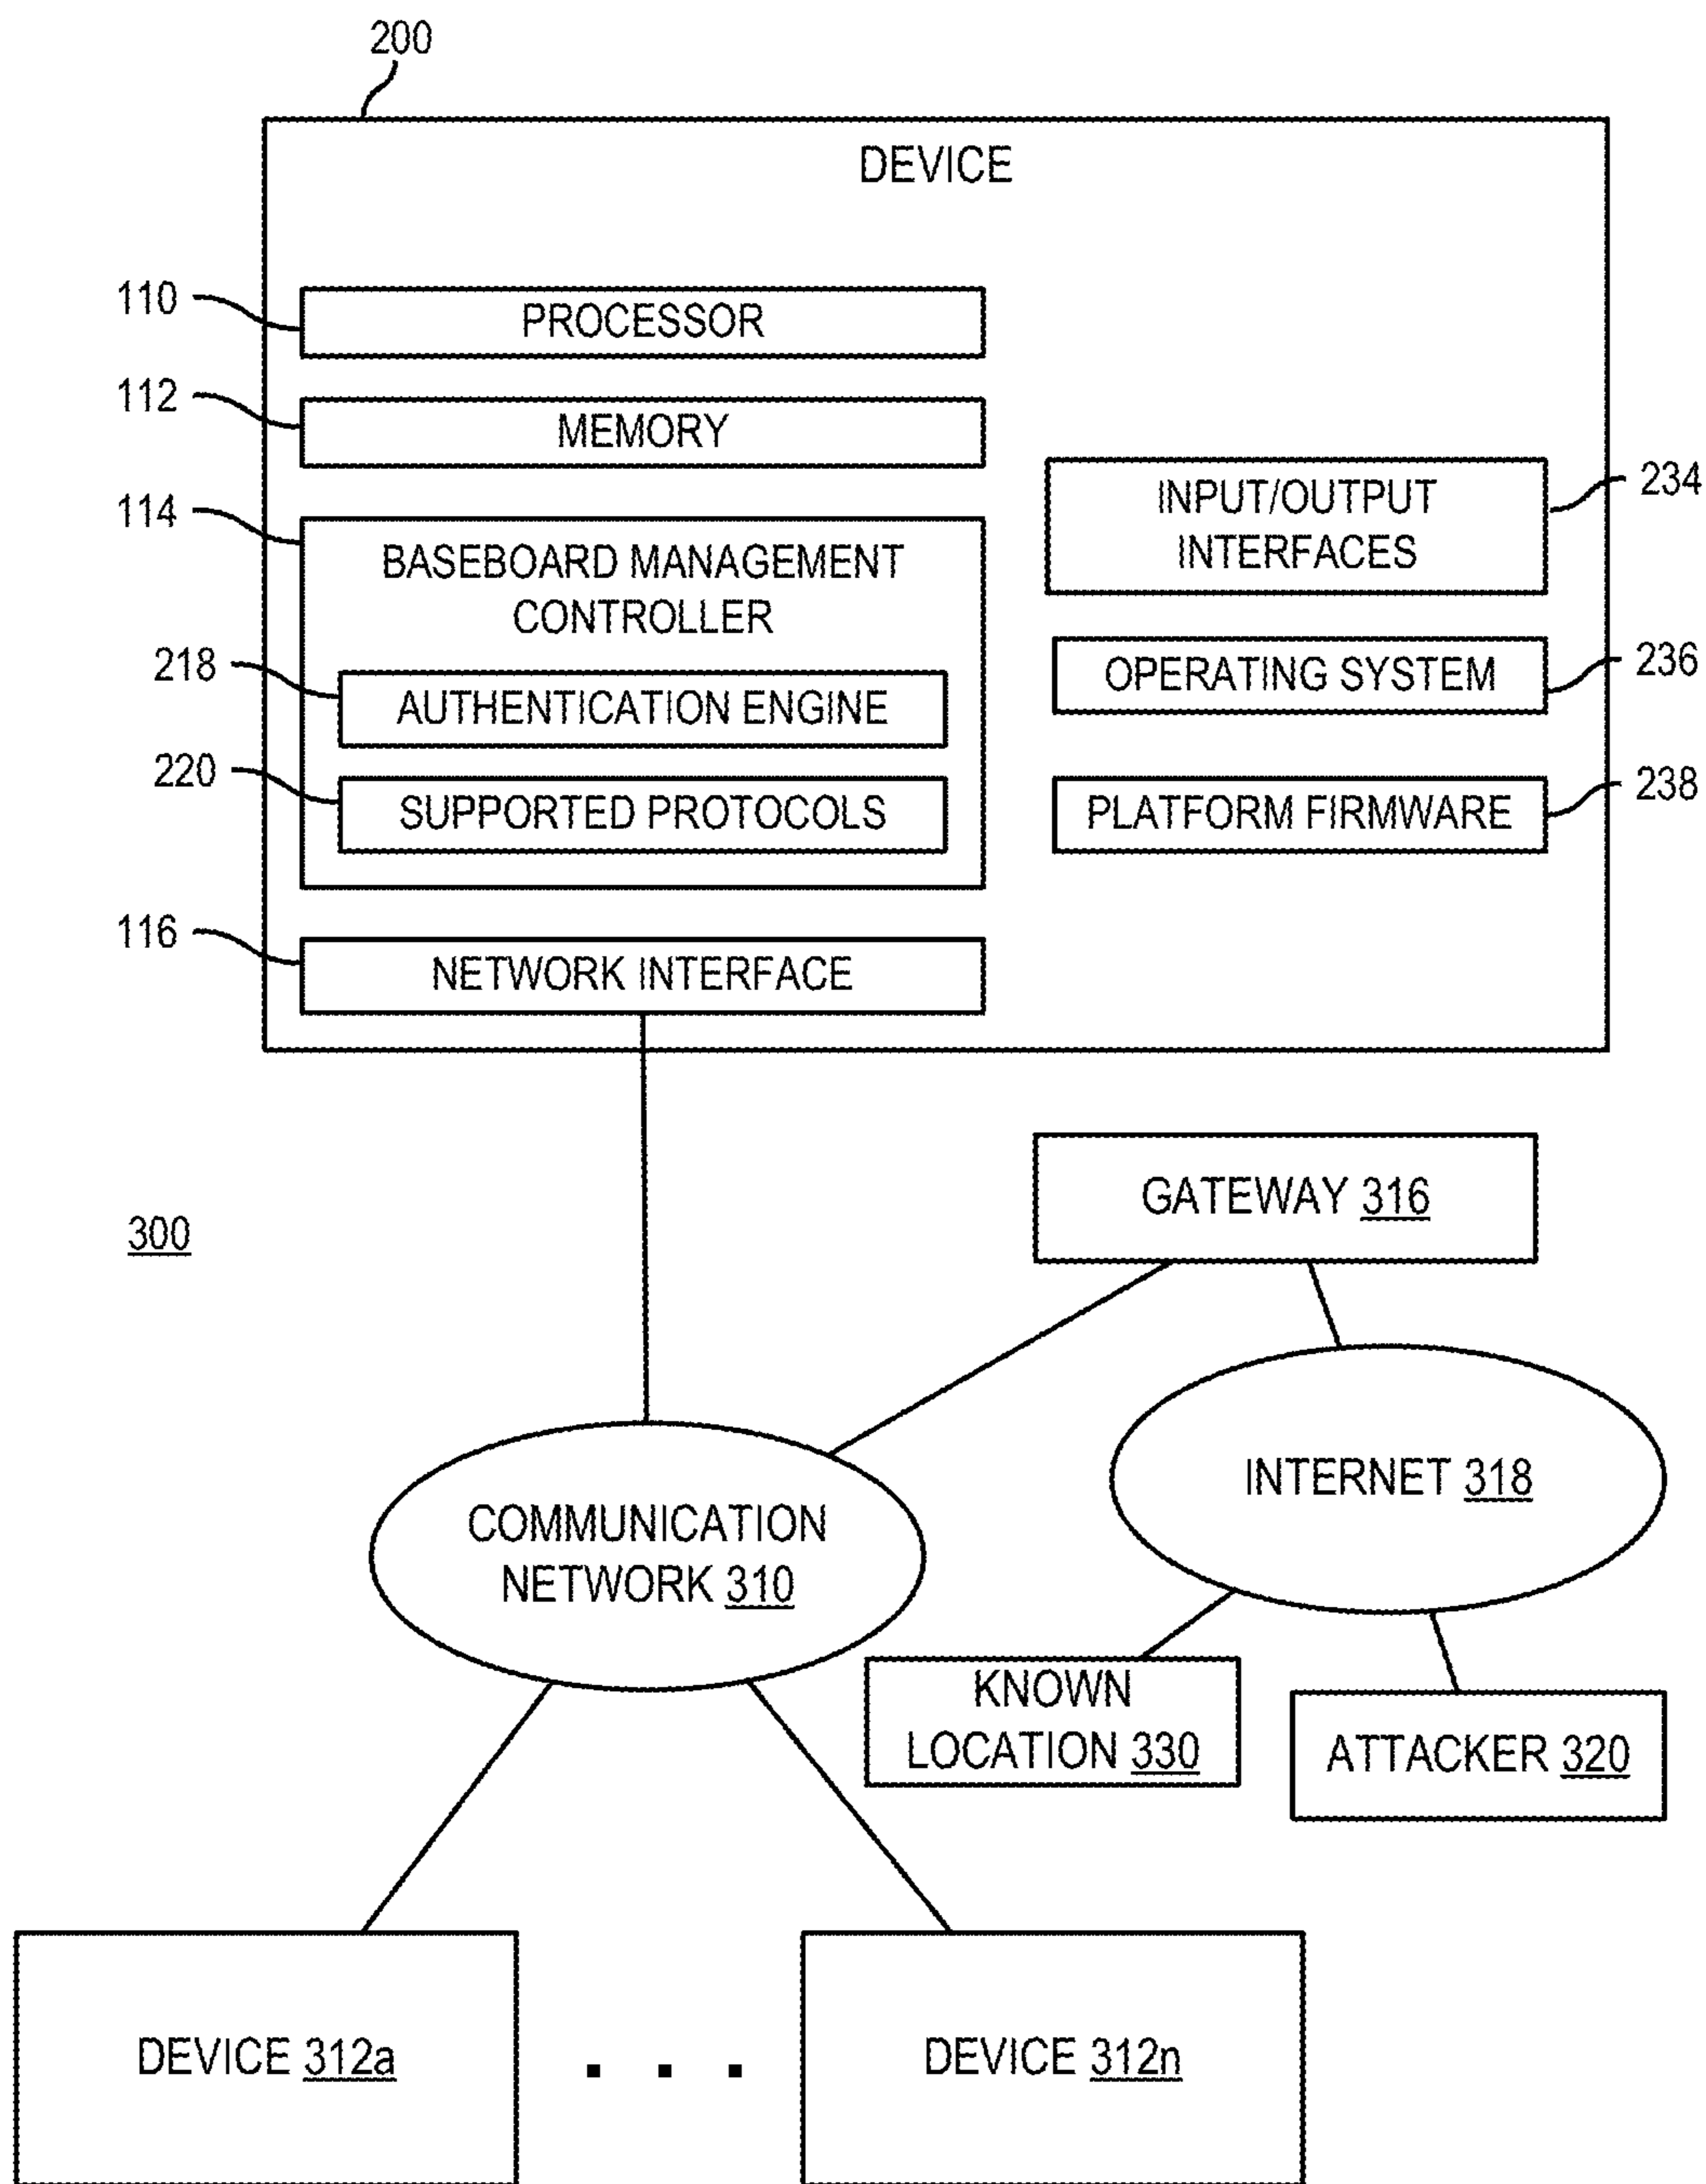 200
DEVICE
110
PROCESSOR
112
MEMORY
114
BASEBOARD MANAGEMENT
CONTROLLER
218
AUTHENTICATION ENGINE
220
SUPPORTED PROTOCOLS
116
NETWORK INTERFACE
INPUT/OUTPUT
INTERFACES
234
OPERATING SYSTEM
236
PLATFORM FIRMWARE
238
300
GATEWAY 316
INTERNET 318
COMMUNICATION
NETWORK 310
KNOWN
LOCATION 330
ATTACKER 320
DEVICE 312a
. . .
DEVICE 312n